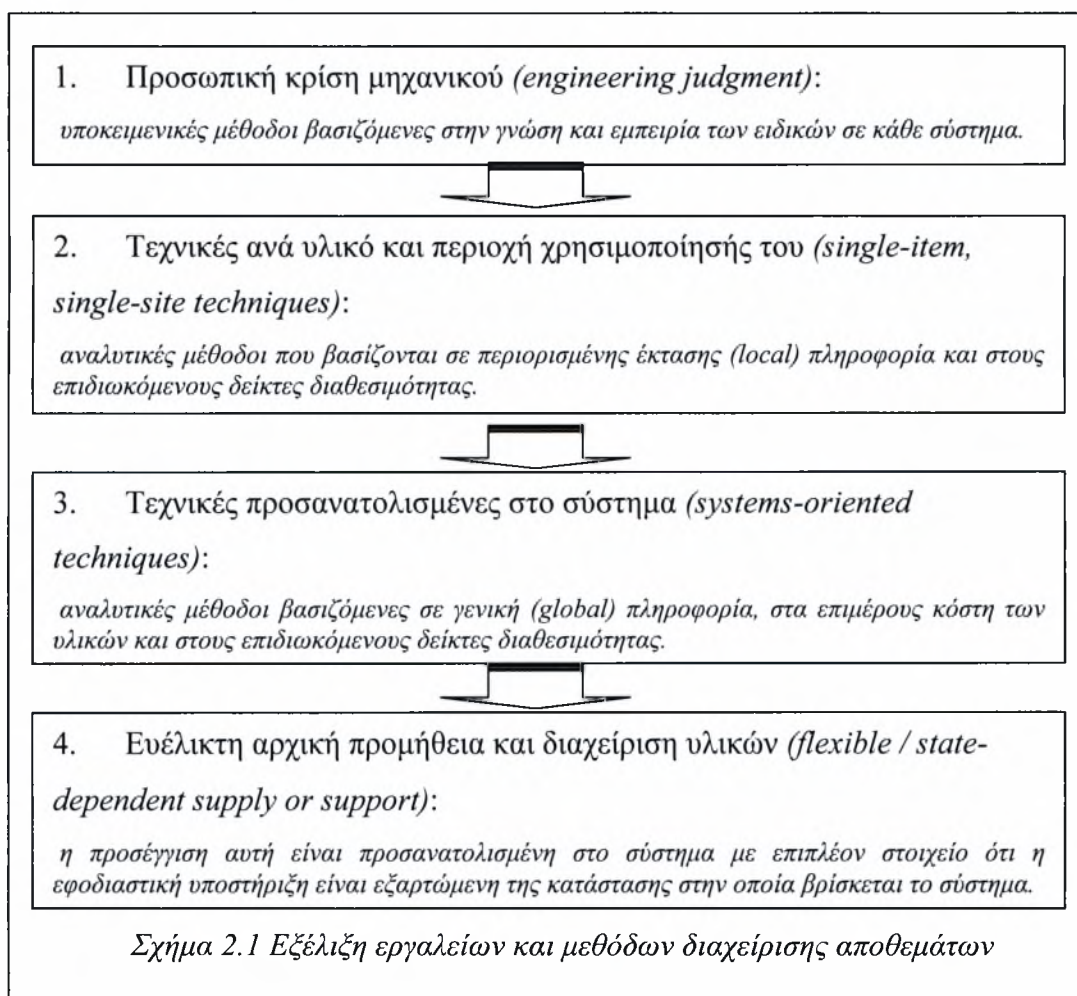 1. Προσωπική κρίση μηχανικού (engineering judgment):
υποκειμενικές μέθοδοι βασιζόμενες στην γνώση και εμπειρία των ειδικών σε κάθε σύστημα.
2. Τεχνικές ανά υλικό και περιοχή χρησιμοποίησής του (single-item,
single-site techniques):
αναλυτικές μέθοδοι που βασίζονται σε περιορισμένης έκτασης (local) πληροφορία και στους
επιδιωκόμενους δείκτες διαθεσιμότητας.
3. Τεχνικές προσανατολισμένες στο σύστημα (systems-oriented
techniques):
αναλυτικές μέθοδοι βασιζόμενες σε γενική (global) πληροφορία, στα επιμέρους κόστη των
υλικών και στους επιδιωκόμενους δείκτες διαθεσιμότητας.
4. Ευέλικτη αρχική προμήθεια και διαχείριση υλικών (flexible / state-
dependent supply or support):
η προσέγγιση αυτή είναι προσανατολισμένη στο σύστημα με επιπλέον στοιχείο ότι η
εφοδιαστική υποστήριξη είναι εξαρτώμενη της κατάστασης στην οποία βρίσκεται το σύστημα.
Σχήμα 2.1 Εξέλιξη εργαλείων και μεθόδων διαχείρισης αποθεμάτων